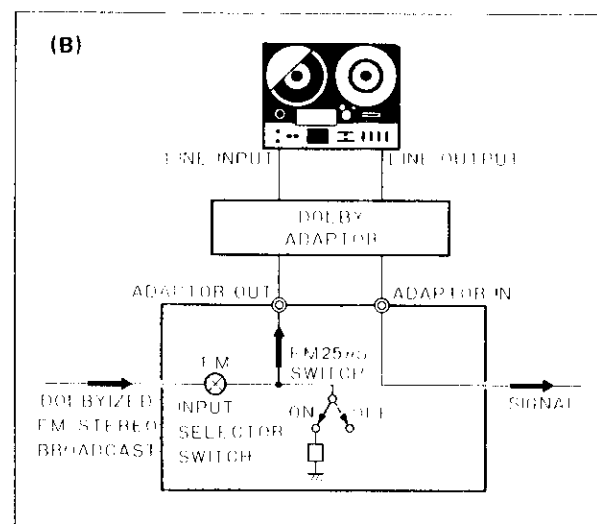 (B)
LINE INPUT
LINE OUTPUT
DOLBY
ADAPTOR
ADAPTOR OUT
ADAPTOR IN
FM
FM25μS
SWITCH
DOLBYIZED
FM STEREO
BROADCAST
INPUT
SELECTOR
SWITCH
ON
OFF
SIGNAL